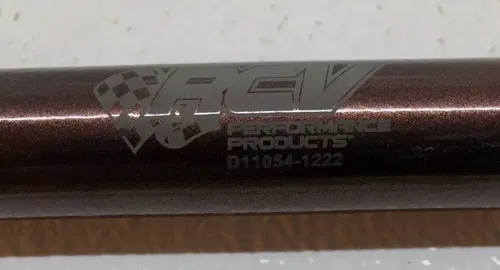 RCV
PERFORMANCE
PRODUCTS
D11054-1222